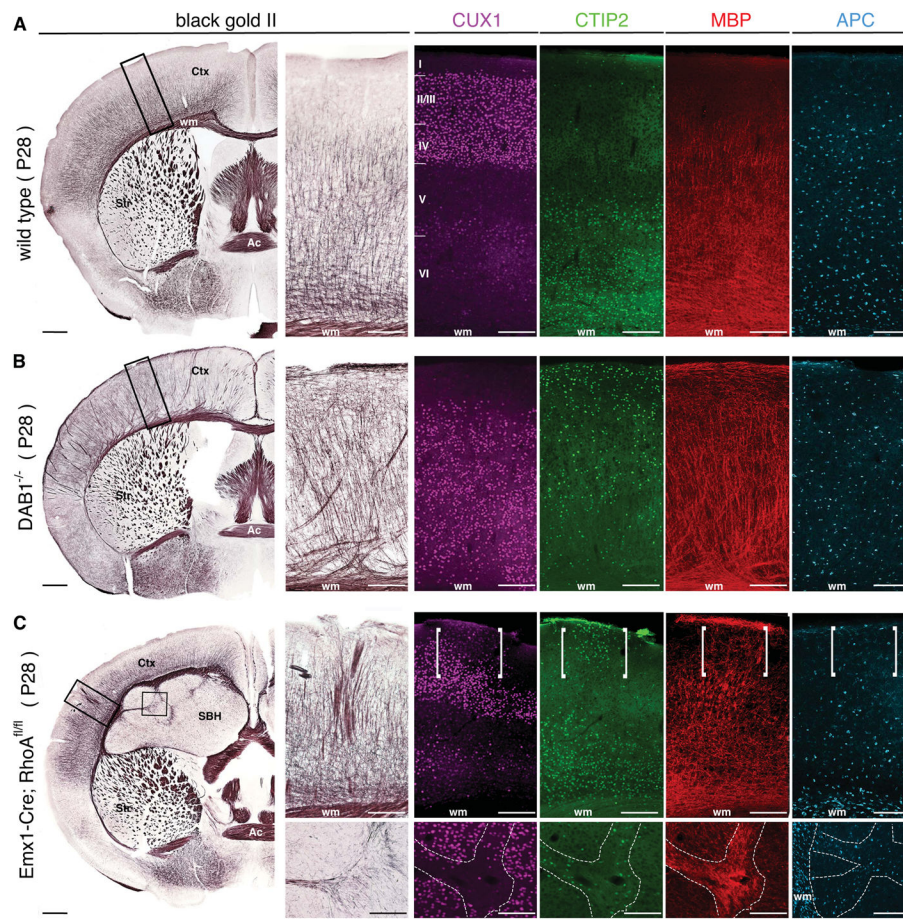 black gold II CUX1 CTIP2 MBP APC
A
wild type ( P28 )
Ctx
wm
Str
Ac
wm
I
II/III
IV
V
VI
wm
wm
wm
wm
B
DAB1-/- ( P28 )
Ctx
Str
Ac
wm
wm
wm
wm
wm
C
Emx1-Cre; RhoAfl/fl ( P28 )
Ctx
SBH
Str
Ac
wm
wm
wm
wm
wm
wm